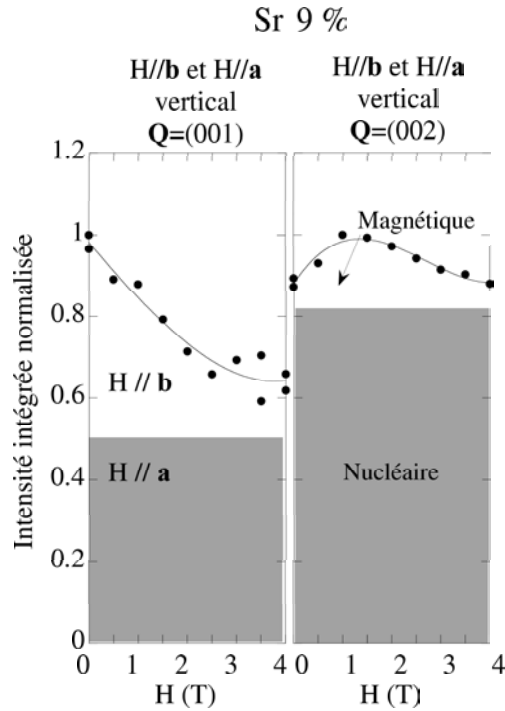 Sr 9 %
H//b et H//a
vertical
Q=(001)
H//b et H//a
vertical
Q=(002)
Intensité intégrée normalisée
1.2
1
0.8
0.6
0.4
0.2
0
H // b
H // a
Magnétique
Nucléaire
0 1 2 3 4
H (T)
0 1 2 3 4
H (T)